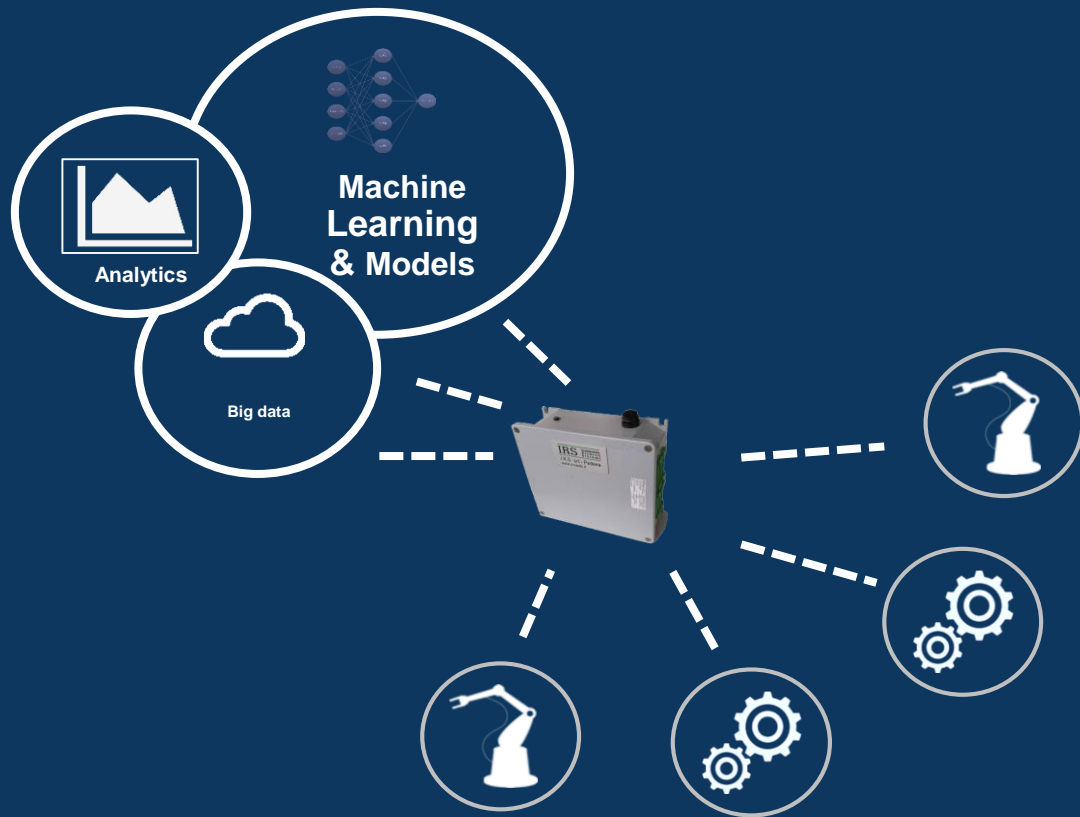 Machine
Learning
& Models
Analytics
Big data
IRS